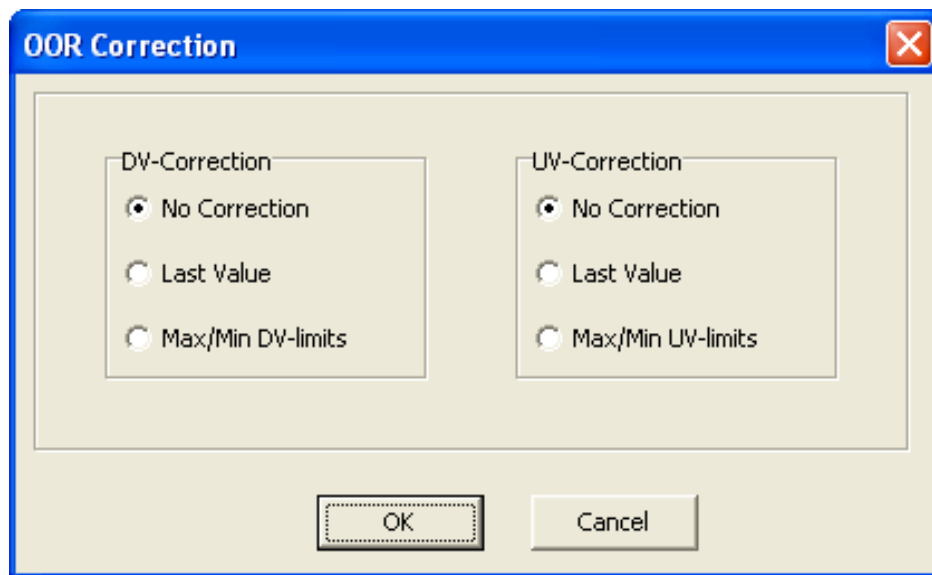 OOR Correction
DV-Correction
No Correction
Last Value
Max/Min DV-limits
UV-Correction
No Correction
Last Value
Max/Min UV-limits
OK
Cancel